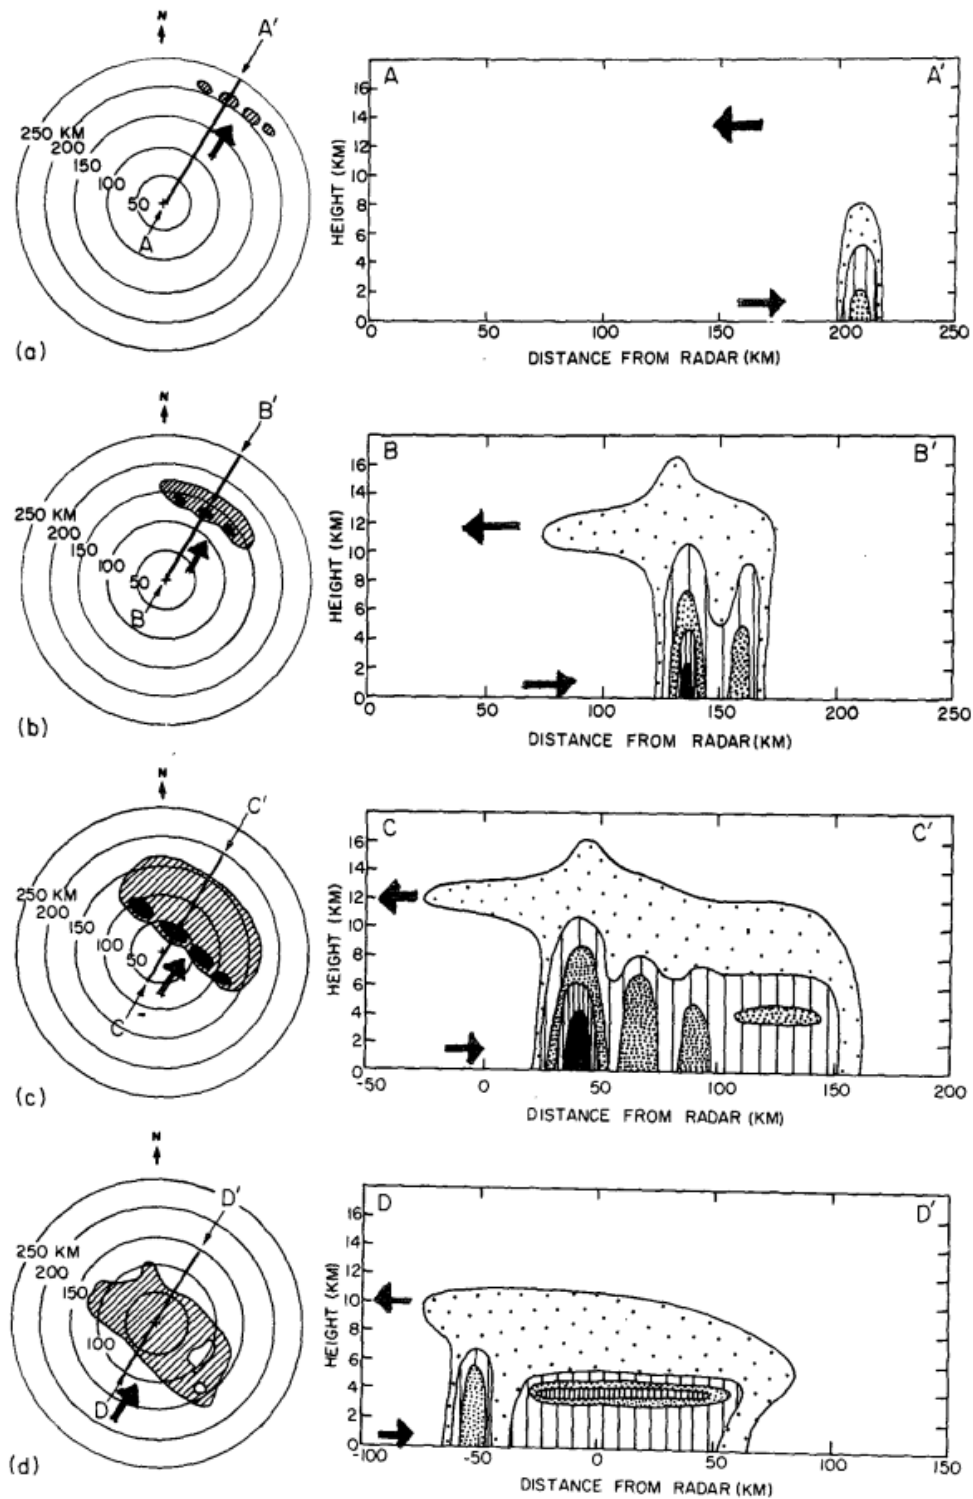 N
A'
250 KM
200
150
100
50
A
(a)
A
A'
HEIGHT (KM)
16
14
12
10
8
6
4
2
0
0
50
100
150
200
250
DISTANCE FROM RADAR (KM)
N
B'
250 KM
200
150
100
50
B
(b)
B
B'
HEIGHT (KM)
16
14
12
10
8
6
4
2
0
0
50
100
150
200
250
DISTANCE FROM RADAR (KM)
N
C'
250 KM
200
150
100
50
C
(c)
C
C'
HEIGHT (KM)
16
14
12
10
8
6
4
2
0
-50
0
50
100
150
200
DISTANCE FROM RADAR (KM)
N
D'
250 KM
200
150
100
D
(d)
D
D'
HEIGHT (KM)
16
14
12
10
8
6
4
2
0
-100
-50
0
50
100
150
DISTANCE FROM RADAR (KM)